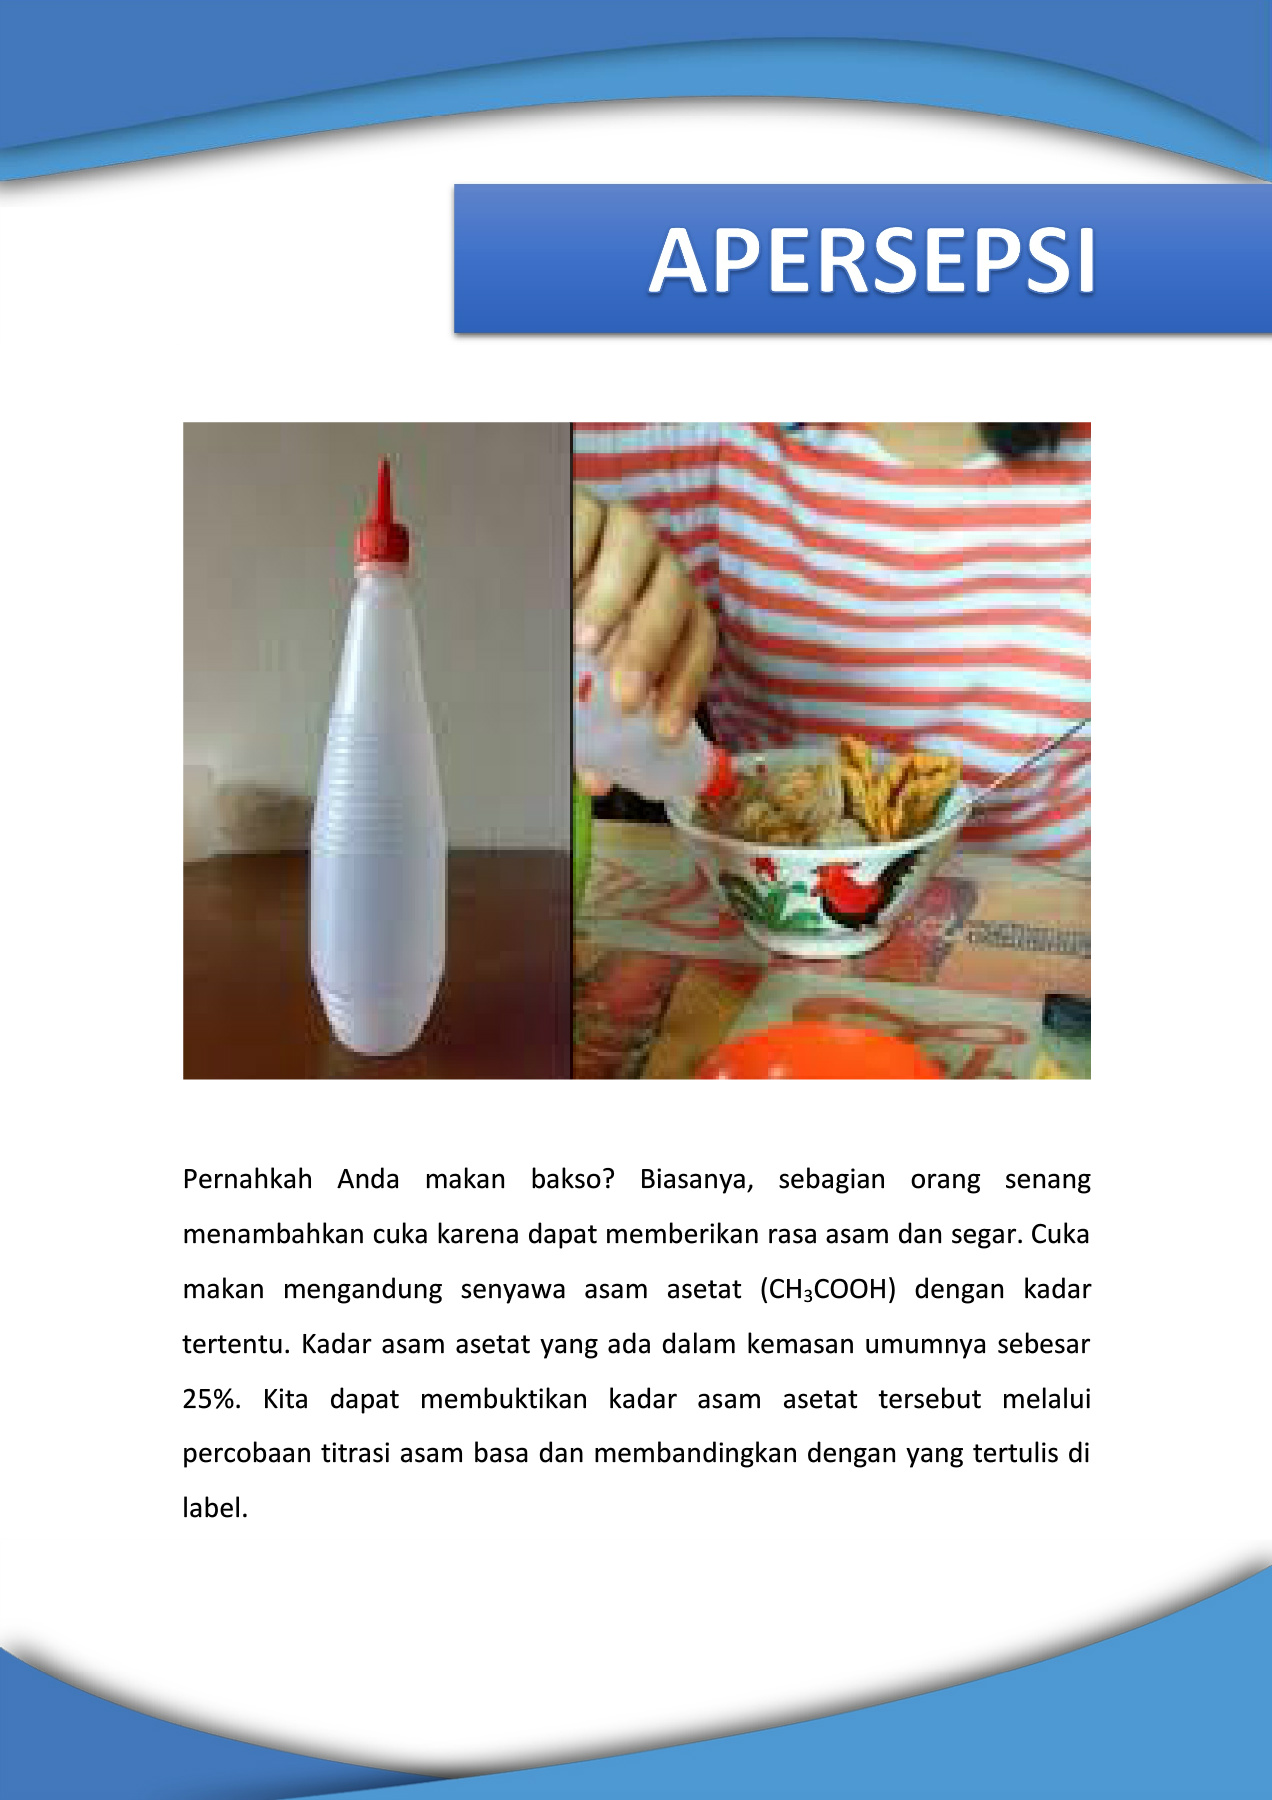 APERSEPSI
Pernahkah Anda makan bakso? Biasanya, sebagian orang senang
menambahkan cuka karena dapat memberikan rasa asam dan segar. Cuka
makan mengandung senyawa asam asetat (CH₃COOH) dengan kadar
tertentu. Kadar asam asetat yang ada dalam kemasan umumnya sebesar
25%. Kita dapat membuktikan kadar asam asetat tersebut melalui
percobaan titrasi asam basa dan membandingkan dengan yang tertulis di
label.